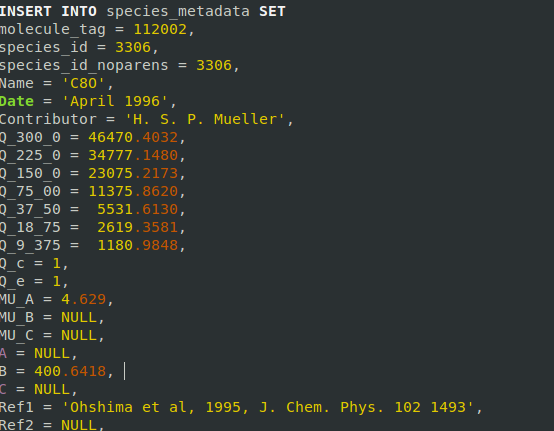 INSERT INTO species_metadata SET
molecule_tag = 112002,
species_id = 3306,
species_id_noparens = 3306,
Name = 'C8O',
Date = 'April 1996',
Contributor = 'H. S. P. Mueller',
Q_300_0 = 46470.4032,
Q_225_0 = 34777.1480,
Q_150_0 = 23075.2173,
Q_75_00 = 11375.8620,
Q_37_50 =  5531.6130,
Q_18_75 =  2619.3581,
Q_9_375 =  1180.9848,
Q_c = 1,
Q_e = 1,
MU_A = 4.629,
MU_B = NULL,
MU_C = NULL,
A = NULL,
B = 400.6418,
C = NULL,
Ref1 = 'Ohshima et al, 1995, J. Chem. Phys. 102 1493',
Ref2 = NULL,